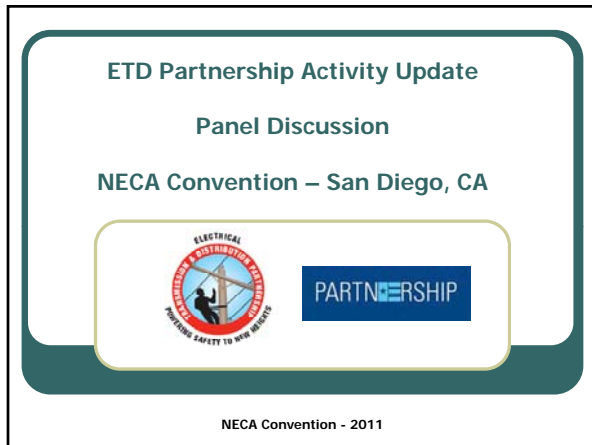 ETD Partnership Activity Update
Panel Discussion
NECA Convention – San Diego, CA
ELECTRICAL
TRANSMISSION & DISTRIBUTION PARTNERSHIP
POWERING SAFETY TO NEW HEIGHTS
PARTNERSHIP
NECA Convention - 2011